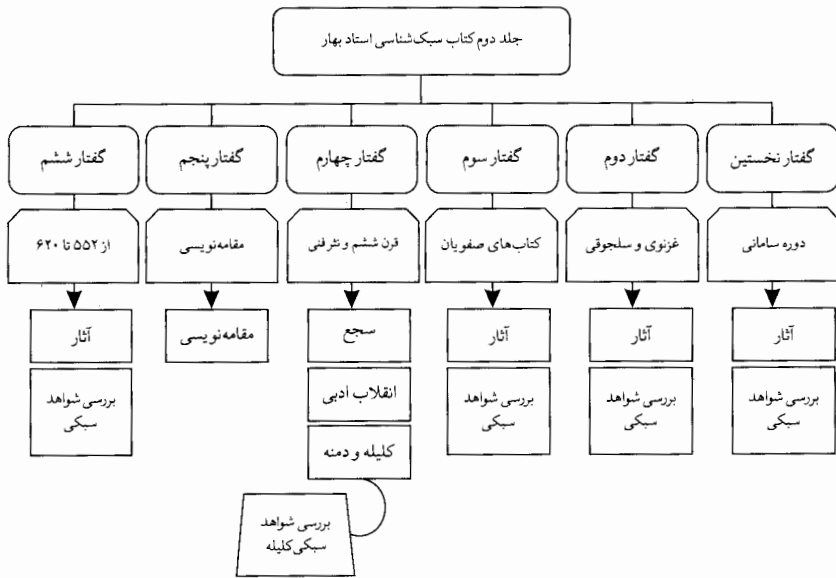 جلد دوم کتاب سبک‌شناسی استاد بهار
گفتار نخستین
گفتار دوم
گفتار سوم
گفتار چهارم
گفتار پنجم
گفتار ششم
دوره سامانی
غزنوی و سلجوقی
کتاب‌های صفویان
قرن ششم و نثر فنی
مقامه‌نویسی
از ۵۵۲ تا ۶۲۰
آثار
آثار
آثار
سجع
مقامه‌نویسی
آثار
بررسی شواهد
سبکی
بررسی شواهد
سبکی
بررسی شواهد
سبکی
انقلاب ادبی
بررسی شواهد
سبکی
کلیله و دمنه
بررسی شواهد
سبکی کلیله